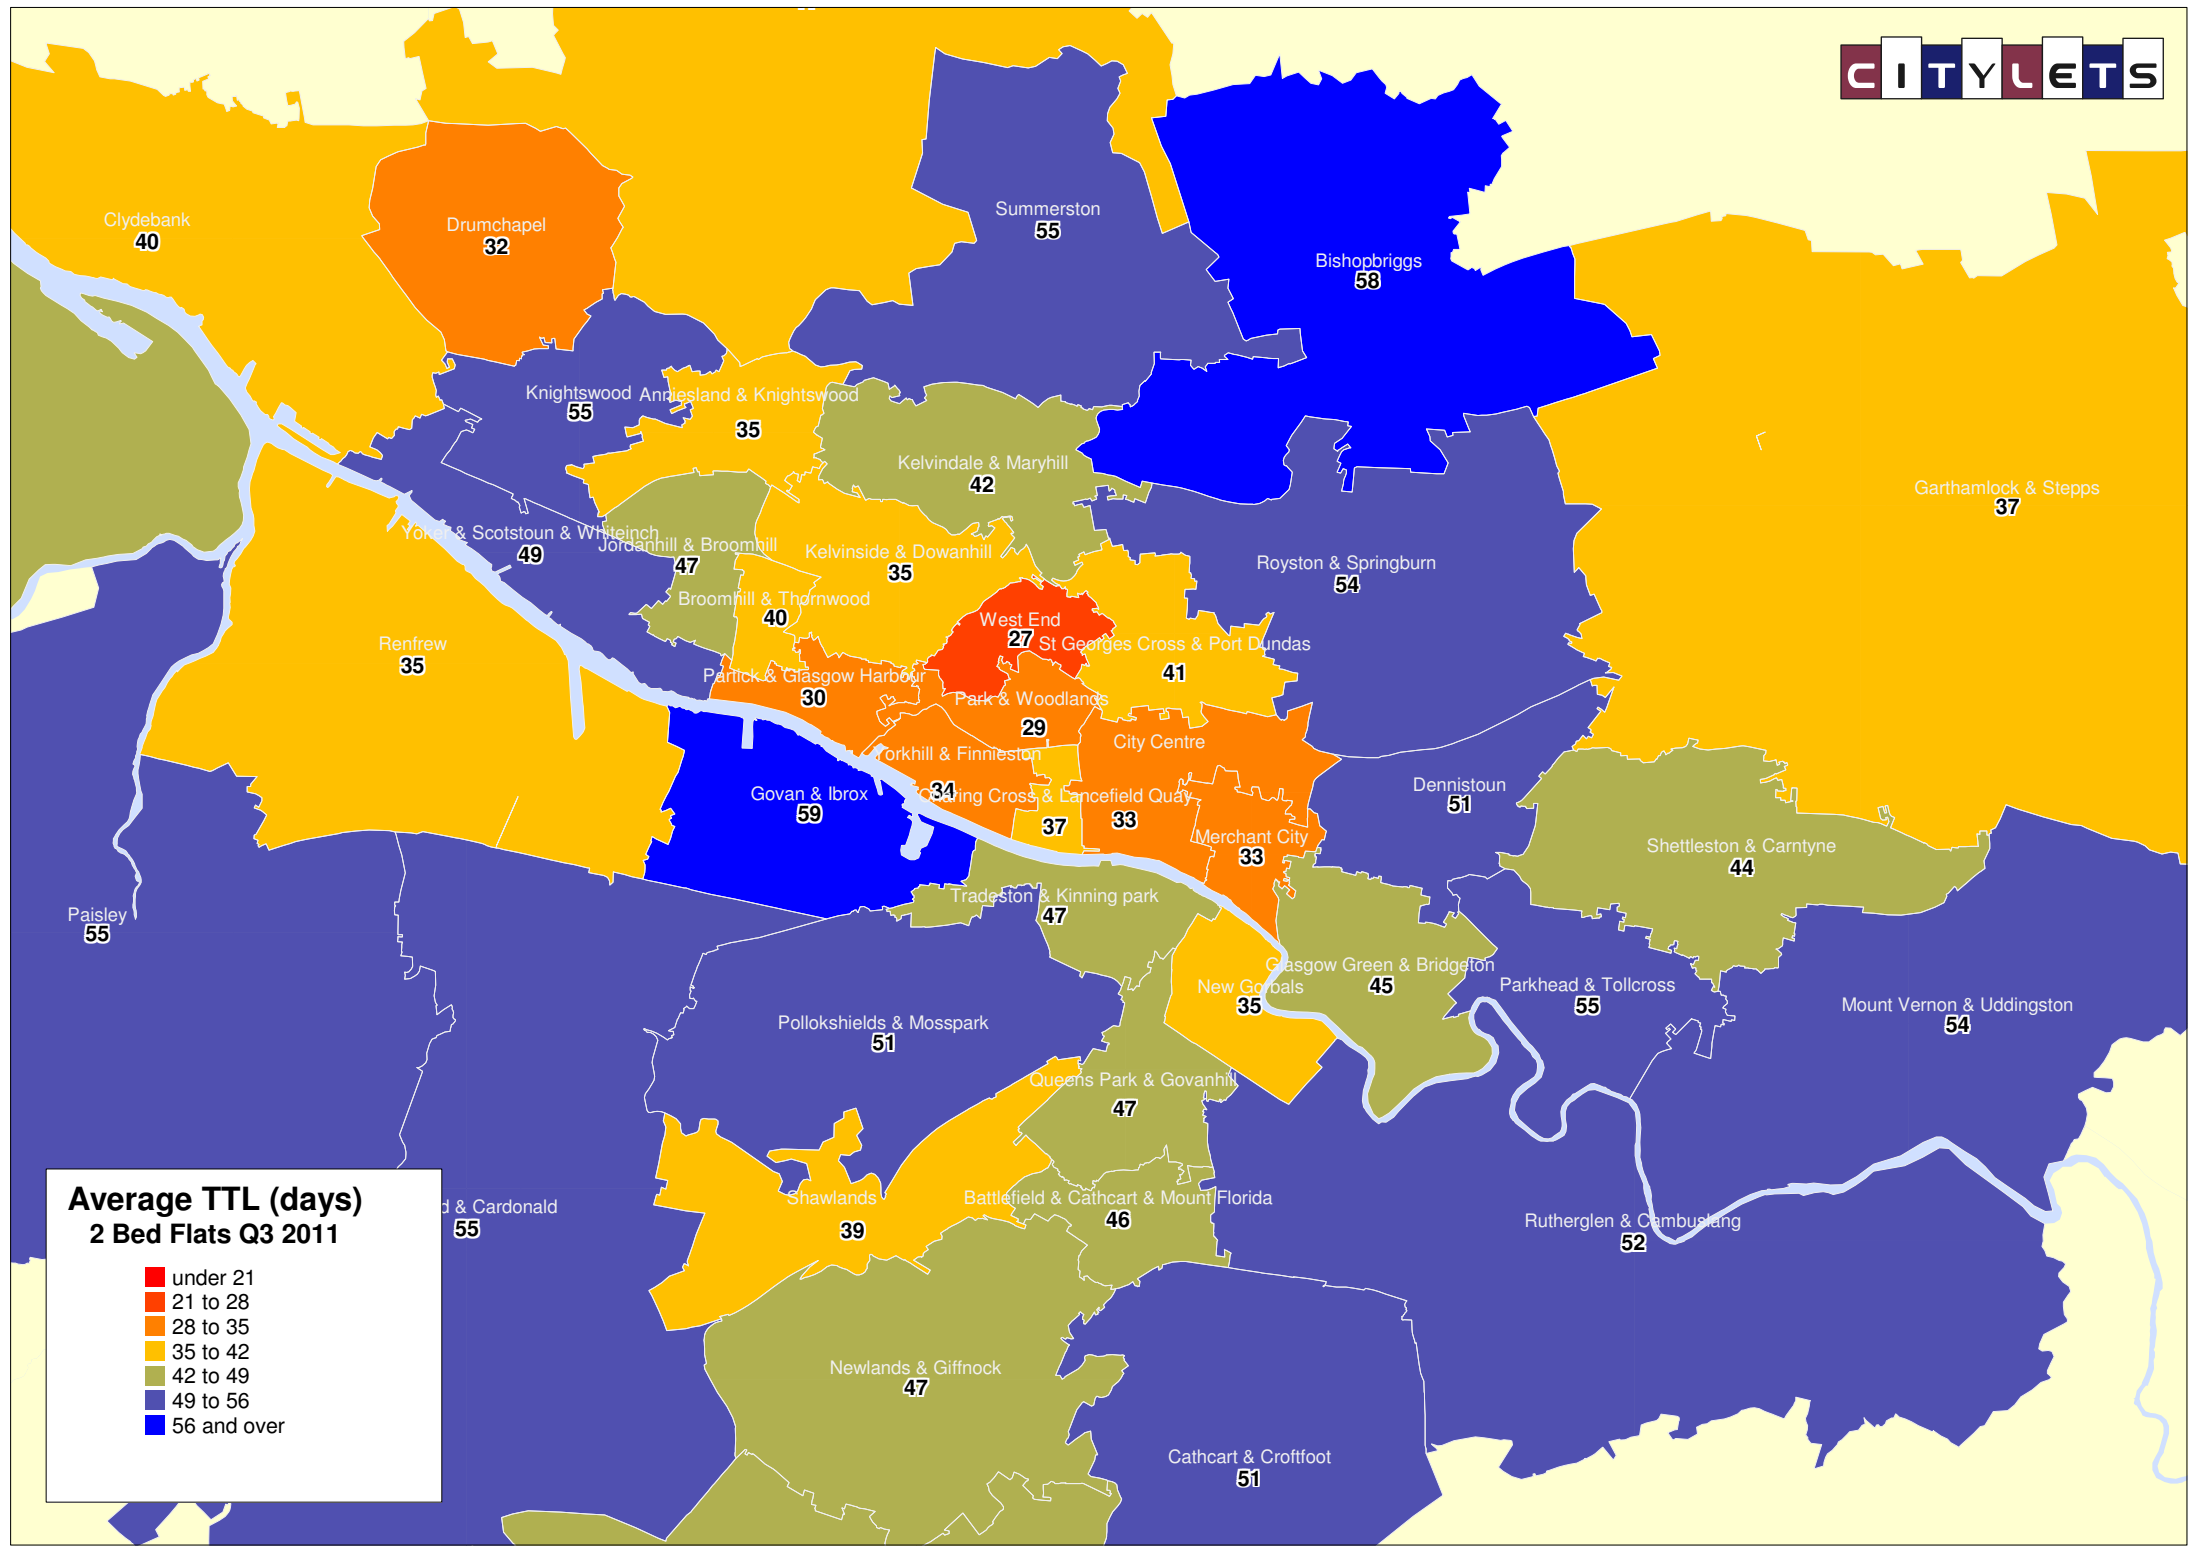 CITYLETS
Clydebank
40
Drumchapel
32
Summerston
55
Bishopbriggs
58
Knightswood
55
Anniesland & Knightswood
35
Kelvindale & Maryhill
42
Garthamlock & Stepps
37
Yoker & Scotstoun & Whiteinch
49
Jordanhill & Broomhill
47
Kelvinside & Dowanhill
35
Royston & Springburn
54
Broomhill & Thornwood
40
West End
27
St Georges Cross & Port Dundas
41
Renfrew
35
Partick & Glasgow Harbour
30
Park & Woodlands
29
City Centre
33
Yorkhill & Finnieston
34
Charing Cross & Lancefield Quay
37
Govan & Ibrox
59
Merchant City
33
Dennistoun
51
Shettleston & Carntyne
44
Paisley
55
Tradeston & Kinning park
47
Glasgow Green & Bridgeton
45
New Gorbals
35
Parkhead & Tollcross
55
Mount Vernon & Uddingston
54
Pollokshields & Mosspark
51
Queens Park & Govanhill
47
Shawlands
39
Battlefield & Cathcart & Mount Florida
46
d & Cardonald
55
Rutherglen & Cambuslang
52
Newlands & Giffnock
47
Cathcart & Croftfoot
51
Average TTL (days)
2 Bed Flats Q3 2011
under 21
21 to 28
28 to 35
35 to 42
42 to 49
49 to 56
56 and over